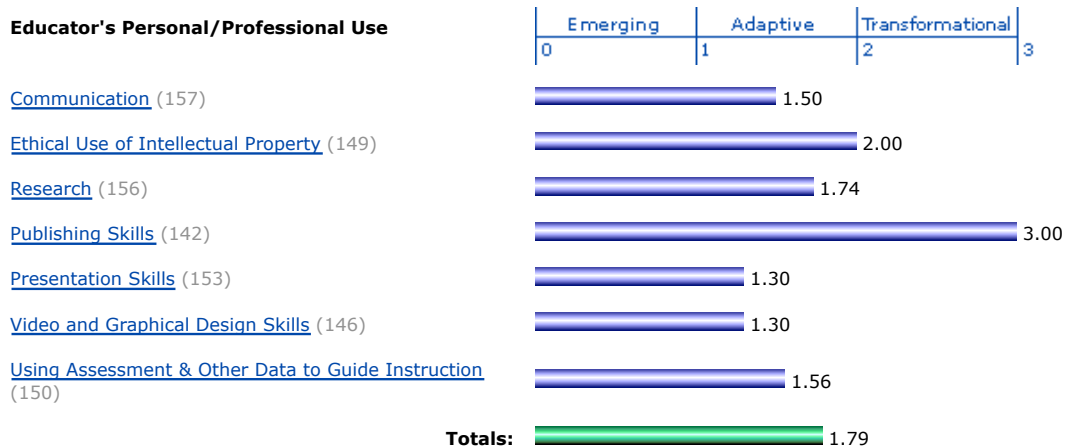 Educator's Personal/Professional Use
Emerging Adaptive Transformational
0 1 2 3
Communication (157) 1.50
Ethical Use of Intellectual Property (149) 2.00
Research (156) 1.74
Publishing Skills (142) 3.00
Presentation Skills (153) 1.30
Video and Graphical Design Skills (146) 1.30
Using Assessment & Other Data to Guide Instruction
(150) 1.56
Totals: 1.79